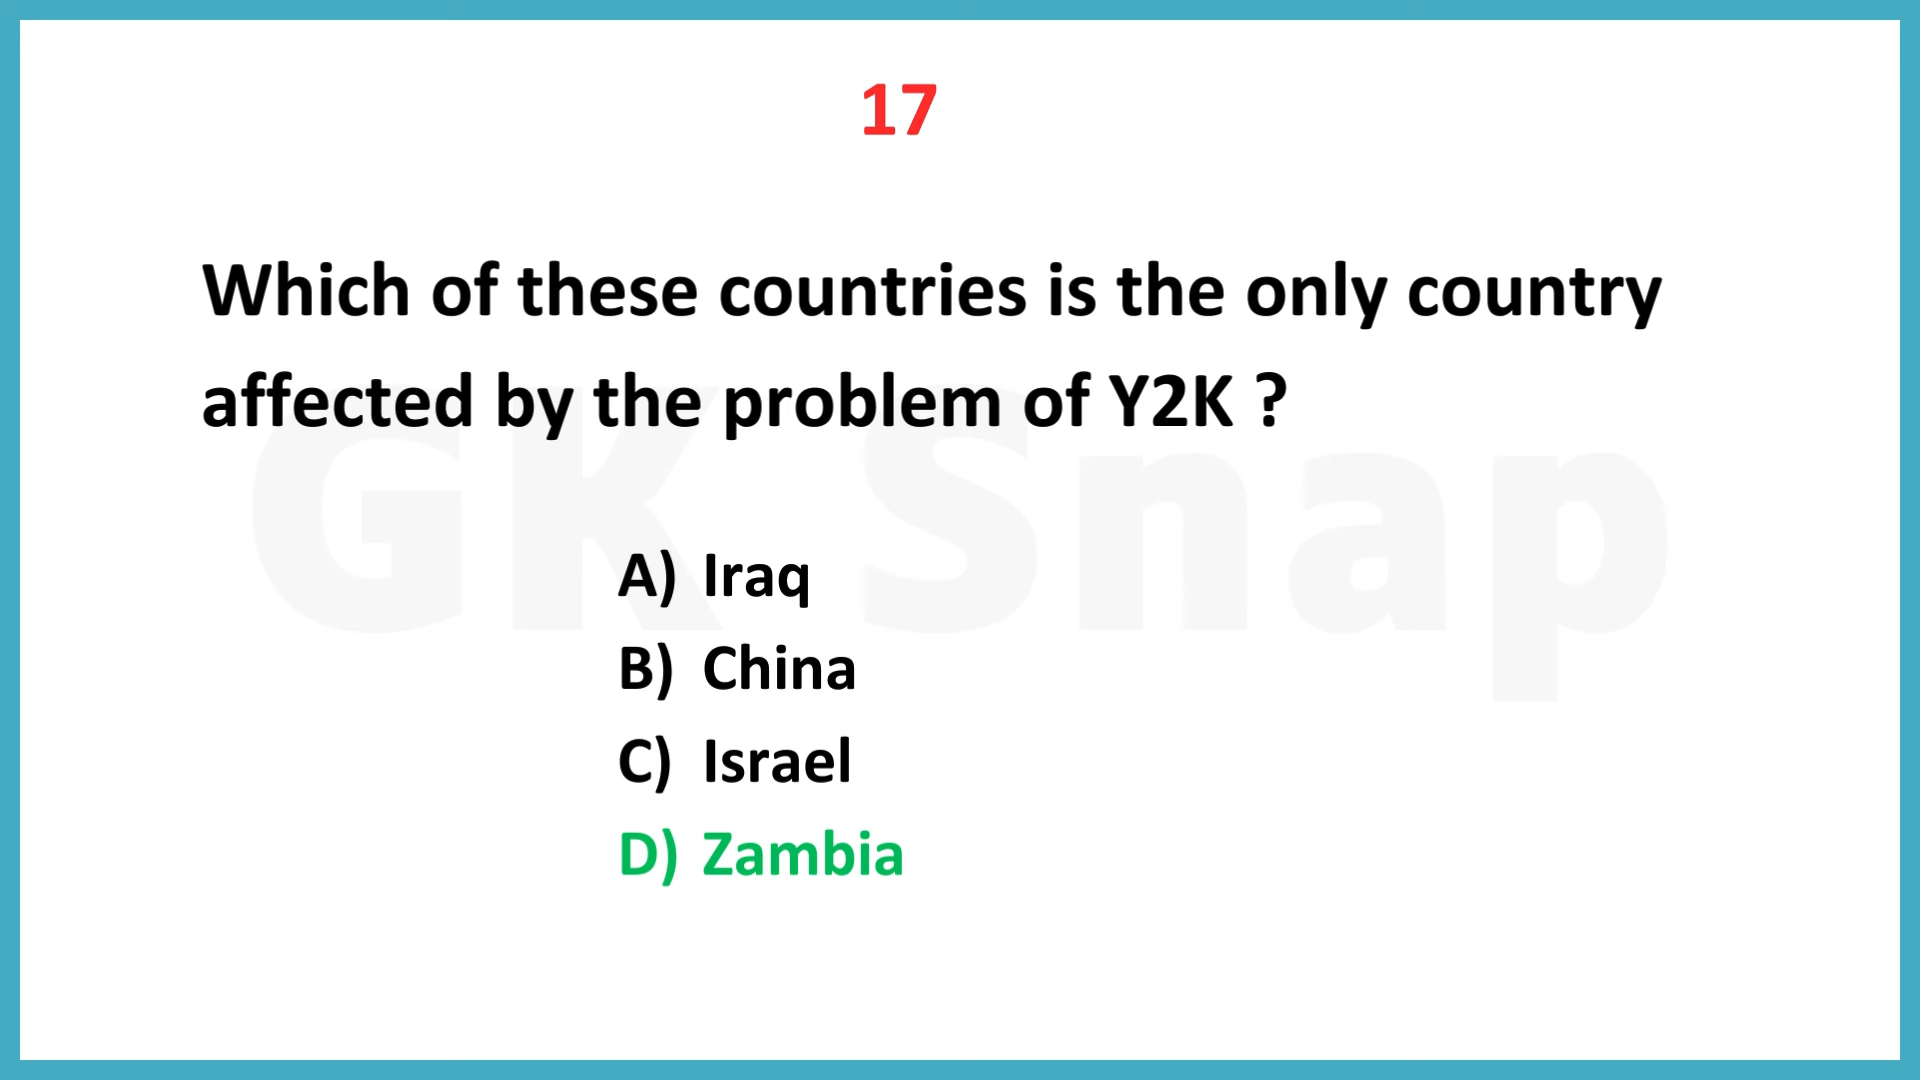 17
Which of these countries is the only country
affected by the problem of Y2K ?
GK Snap
A) Iraq
B) China
C) Israel
D) Zambia